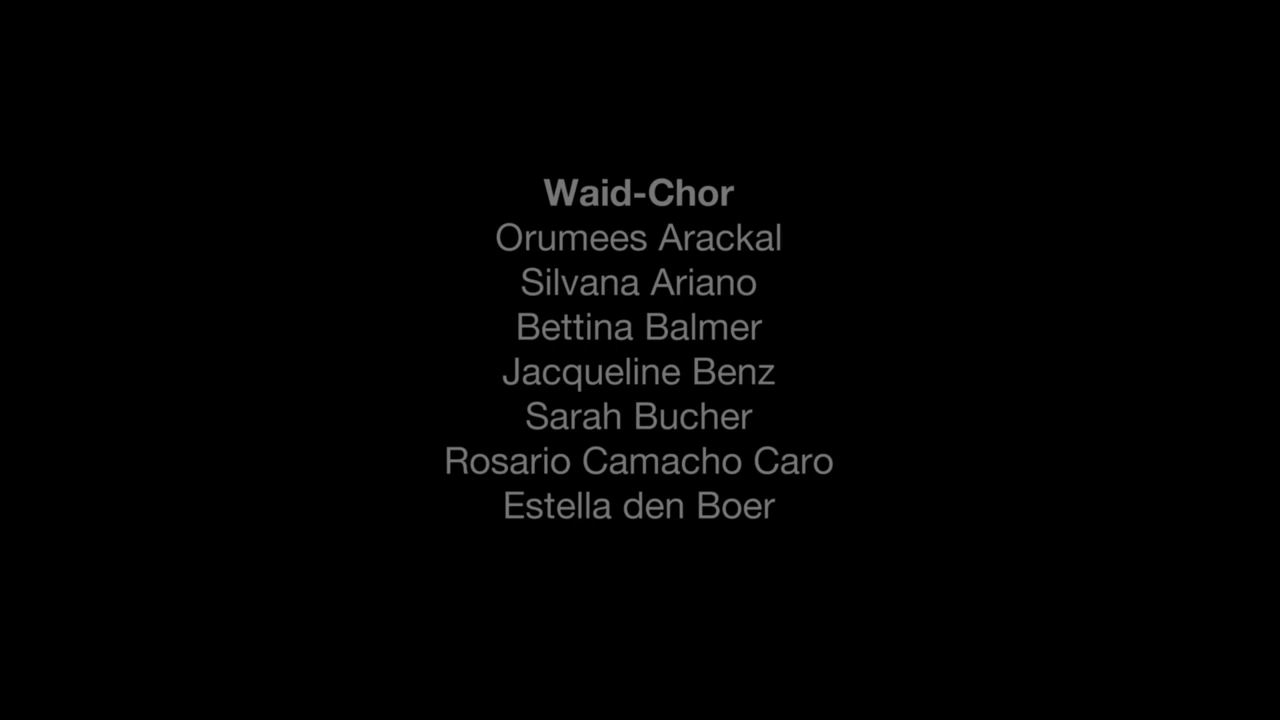 Waid-Chor
Orumees Arackal
Silvana Ariano
Bettina Balmer
Jacqueline Benz
Sarah Bucher
Rosario Camacho Caro
Estella den Boer